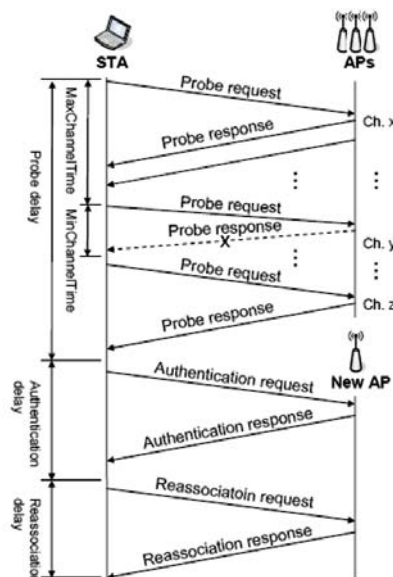 STA
APs
Probe request
MaxChannelTime
Ch. x
Probe response
Probe delay
Probe request
MinChannelTime
Probe response
X
Ch. y
Probe request
Ch. z
Probe response
New AP
Authentication request
Authentication
delay
Authentication response
Reassociatoin request
Reassociation
delay
Reassociation response